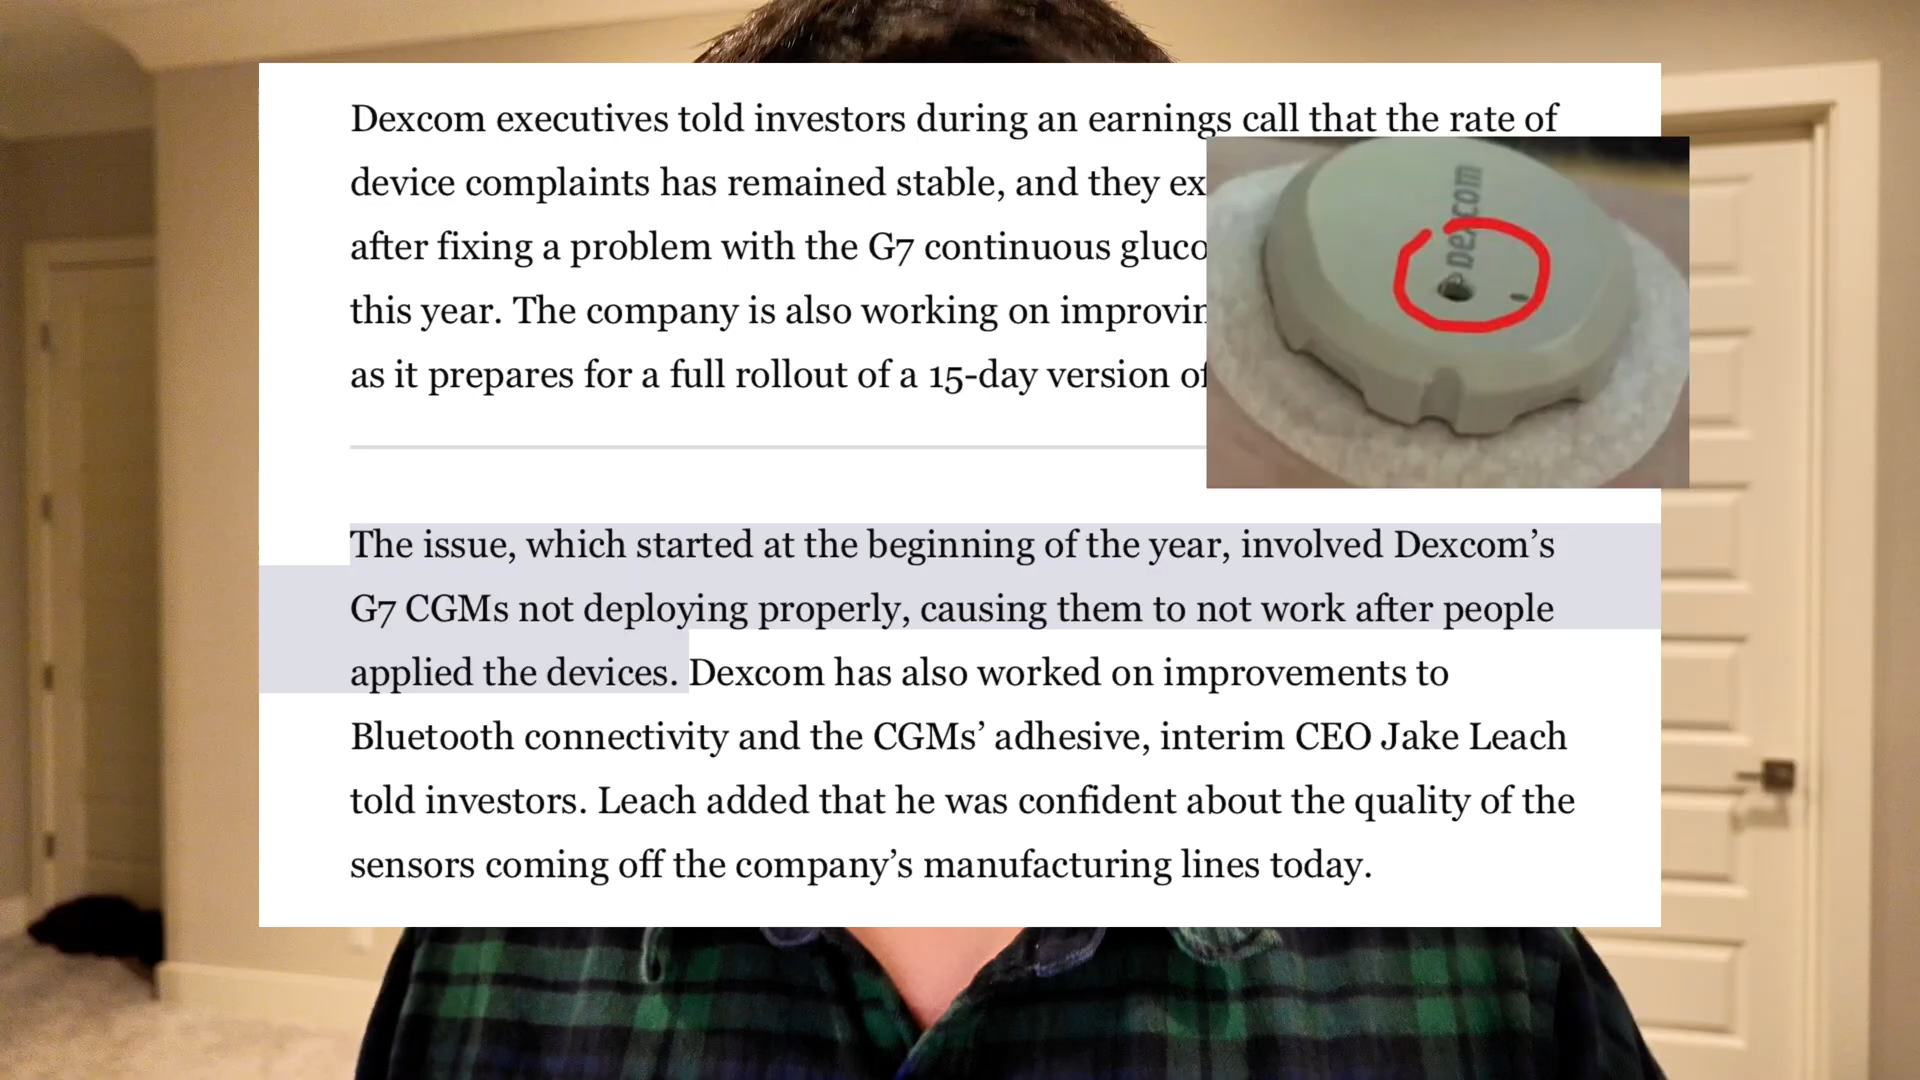 Dexcom executives told investors during an earnings call that the rate of
device complaints has remained stable, and they ex
after fixing a problem with the G7 continuous gluco
this year. The company is also working on improvin
as it prepares for a full rollout of a 15-day version of
Dexcom
The issue, which started at the beginning of the year, involved Dexcom’s
G7 CGMs not deploying properly, causing them to not work after people
applied the devices. Dexcom has also worked on improvements to
Bluetooth connectivity and the CGMs’ adhesive, interim CEO Jake Leach
told investors. Leach added that he was confident about the quality of the
sensors coming off the company’s manufacturing lines today.